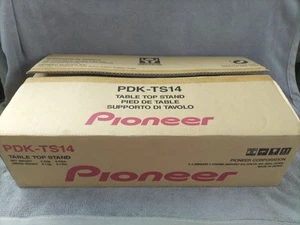 PDK-TS14
TABLE TOP STAND
PIED DE TABLE
SUPPORTO DI TAVOLO
Pioneer
PDK-TS14
TABLE TOP STAND
Pioneer
PIONEER CORPORATION